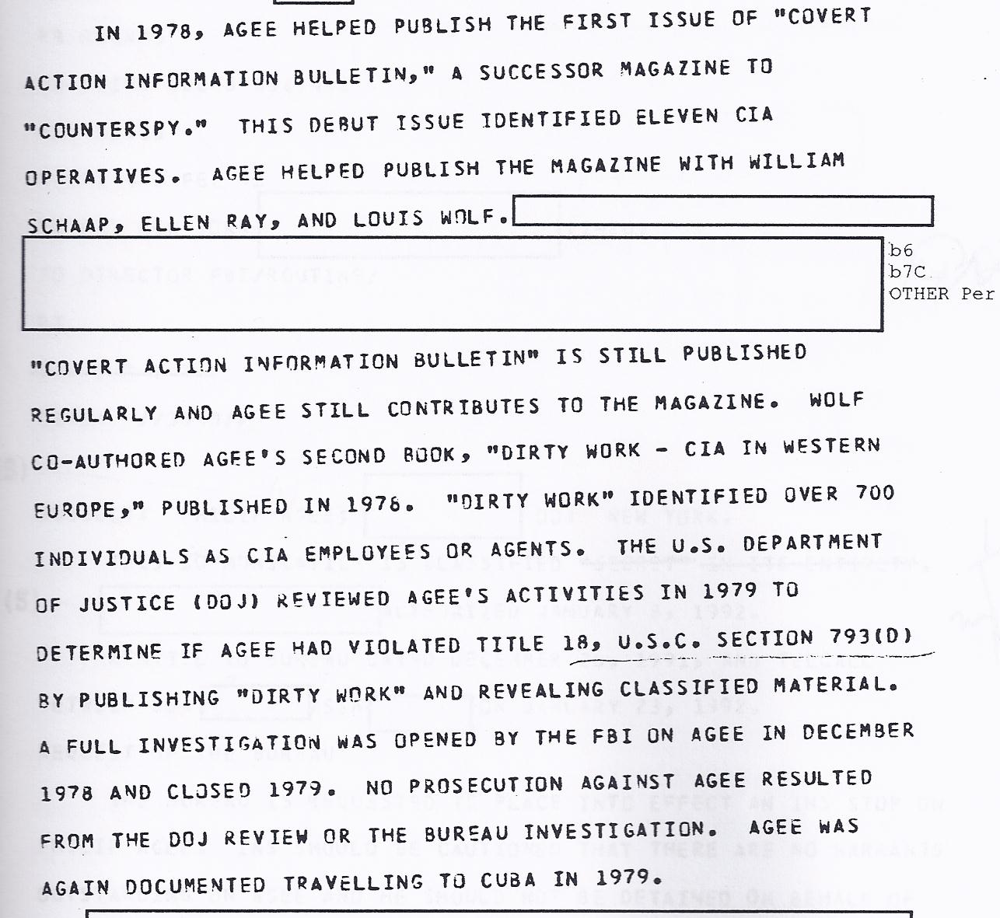 IN 1978, AGEE HELPED PUBLISH THE FIRST ISSUE OF "COVERT
ACTION INFORMATION BULLETIN," A SUCCESSOR MAGAZINE TO
"COUNTERSPY." THIS DEBUT ISSUE IDENTIFIED ELEVEN CIA
OPERATIVES. AGEE HELPED PUBLISH THE MAGAZINE WITH WILLIAM
SCHAAP, ELLEN RAY, AND LOUIS WOLF.
b6
b7C
OTHER Per
"COVERT ACTION INFORMATION BULLETIN" IS STILL PUBLISHED
REGULARLY AND AGEE STILL CONTRIBUTES TO THE MAGAZINE. WOLF
CO-AUTHORED AGEE'S SECOND BOOK, "DIRTY WORK - CIA IN WESTERN
EUROPE," PUBLISHED IN 1978. "DIRTY WORK" IDENTIFIED OVER 700
INDIVIDUALS AS CIA EMPLOYEES OR AGENTS. THE U.S. DEPARTMENT
OF JUSTICE (DOJ) REVIEWED AGEE'S ACTIVITIES IN 1979 TO
DETERMINE IF AGEE HAD VIOLATED TITLE 18, U.S.C. SECTION 793(D)
BY PUBLISHING "DIRTY WORK" AND REVEALING CLASSIFIED MATERIAL.
A FULL INVESTIGATION WAS OPENED BY THE FBI ON AGEE IN DECEMBER
1978 AND CLOSED 1979. NO PROSECUTION AGAINST AGEE RESULTED
FROM THE DOJ REVIEW OR THE BUREAU INVESTIGATION. AGEE WAS
AGAIN DOCUMENTED TRAVELLING TO CUBA IN 1979.